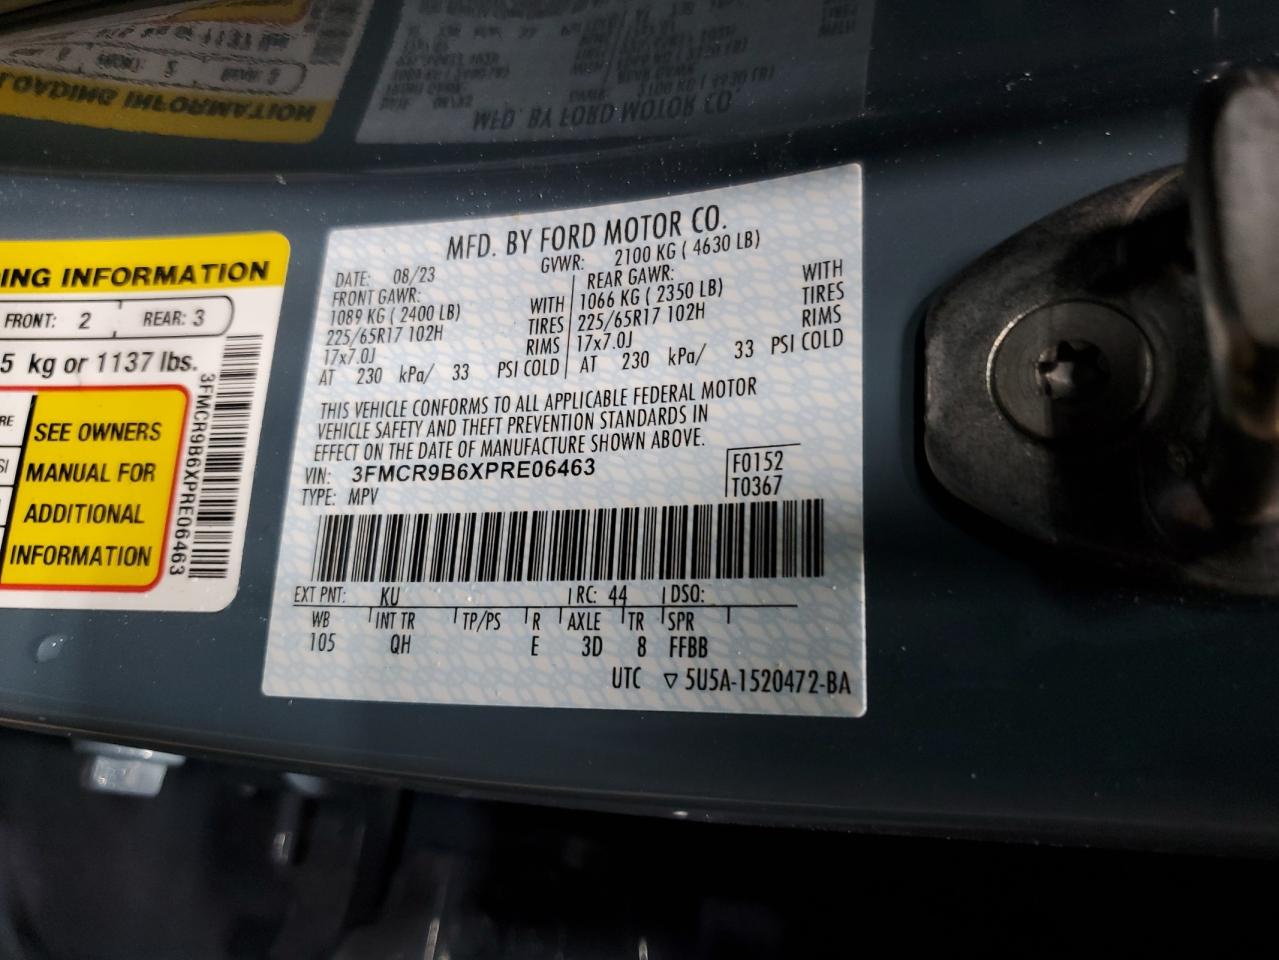 MFD. BY FORD MOTOR CO.
DATE: 08/23 GVWR: 2100 KG ( 4630 LB)
FRONT GAWR: REAR GAWR:
1089 KG ( 2400 LB) WITH 1066 KG ( 2350 LB) WITH
225/65R17 102H TIRES 225/65R17 102H TIRES
17x7.0J RIMS 17x7.0J RIMS
AT 230 kPa/ 33 PSI COLD AT 230 kPa/ 33 PSI COLD
THIS VEHICLE CONFORMS TO ALL APPLICABLE FEDERAL MOTOR
VEHICLE SAFETY AND THEFT PREVENTION STANDARDS IN
EFFECT ON THE DATE OF MANUFACTURE SHOWN ABOVE.
VIN: 3FMCR9B6XPRE06463 F0152
TYPE: MPV T0367
EXT PNT: KU RC: 44 DSO:
WB INT TR TP/PS R AXLE TR SPR
105 QH E 3D 8 FFBB
UTC ▽ 5U5A-1520472-BA
ING INFORMATION
FRONT: 2 REAR: 3
5 kg or 1137 lbs.
SEE OWNERS
MANUAL FOR
ADDITIONAL
INFORMATION
3FMCR9B6XPRE06463